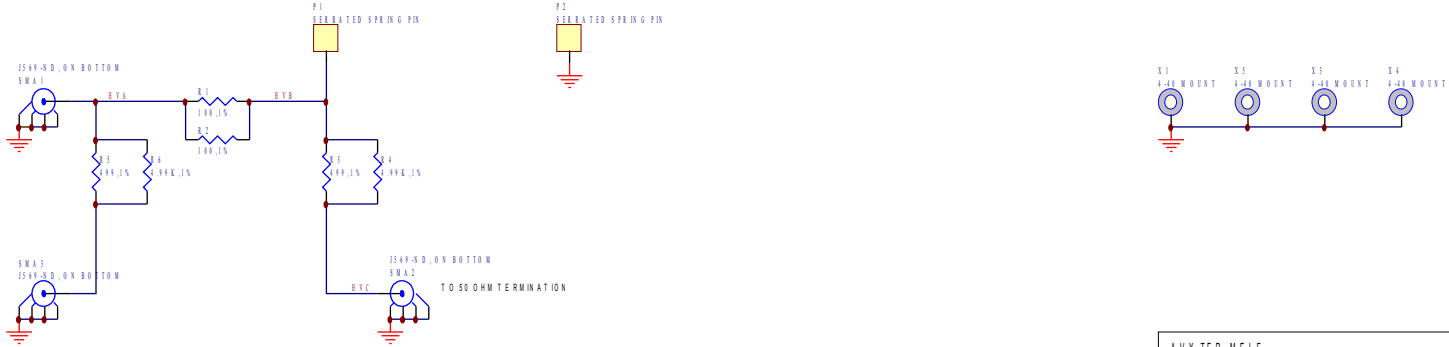 P1
SERRATED SPRING PIN
P2
SERRATED SPRING PIN
J569-ND,ON BOTTOM
SMA1
HVA
R1
100,1%
HVB
R2
100,1%
X1
4-40 MOUNT
X5
4-40 MOUNT
X3
4-40 MOUNT
X4
4-40 MOUNT
R5
499,1%
R6
4.99K,1%
R3
499,1%
R4
4.99K,1%
SMA3
J569-ND,ON BOTTOM
J569-ND,ON BOTTOM
SMA2
HVC
TO 50 OHM TERMINATION